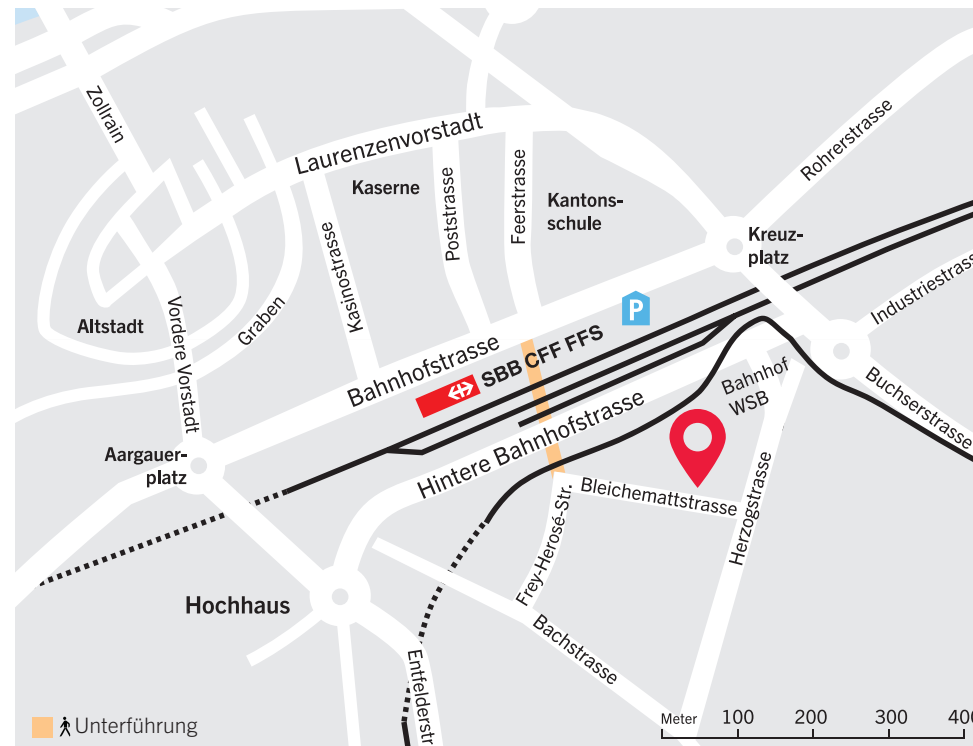 Zollrain
Laurenzenvorstadt
Rohrerstrasse
Kaserne
Kantons-
schule
Poststrasse
Feerstrasse
Kasinostrasse
Kreuz-
platz
Industriestrass
Graben
Altstadt
Vordere Vorstadt
P
SBB CFF FFS
Bahnhofstrasse
Bahnhof
WSB
Buchserstrasse
Hintere Bahnhofstrasse
Aargauer-
platz
Bleichemattstrasse
Herzogstrasse
Frey-Herosé-Str.
Hochhaus
Bachstrasse
Entfelderstr
Unterführung
Meter 100 200 300 400